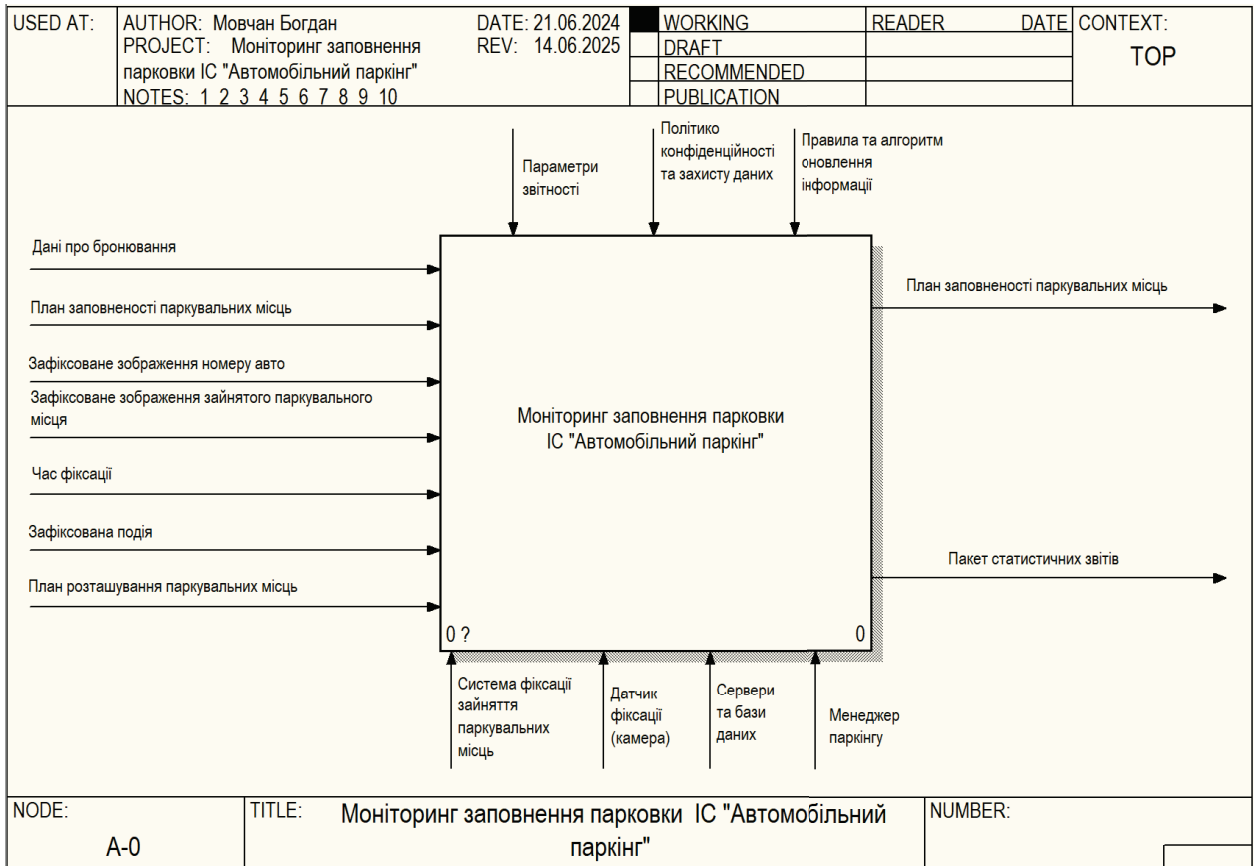 USED AT:
AUTHOR: Мовчан Богдан
DATE: 21.06.2024
PROJECT: Моніторинг заповнення
REV: 14.06.2025
парковки ІС "Автомобільний паркінг"
NOTES: 1 2 3 4 5 6 7 8 9 10
WORKING
DRAFT
RECOMMENDED
PUBLICATION
READER DATE
CONTEXT:
TOP
Параметри
звітності
Політико
конфіденційності
та захисту даних
Правила та алгоритм
оновлення
інформації
Дані про бронювання
План заповненості паркувальних місць
Зафіксоване зображення номеру авто
Зафіксоване зображення зайнятого паркувального
місця
Час фіксації
Зафіксована подія
План розташування паркувальних місць
Моніторинг заповнення парковки
ІС "Автомобільний паркінг"
0 ?
0
План заповненості паркувальних місць
Пакет статистичних звітів
Система фіксації
зайняття
паркувальних
місць
Датчик
фіксації
(камера)
Сервери
та бази
даних
Менеджер
паркінгу
NODE:
A-0
TITLE:
Моніторинг заповнення парковки ІС "Автомобільний
паркінг"
NUMBER: